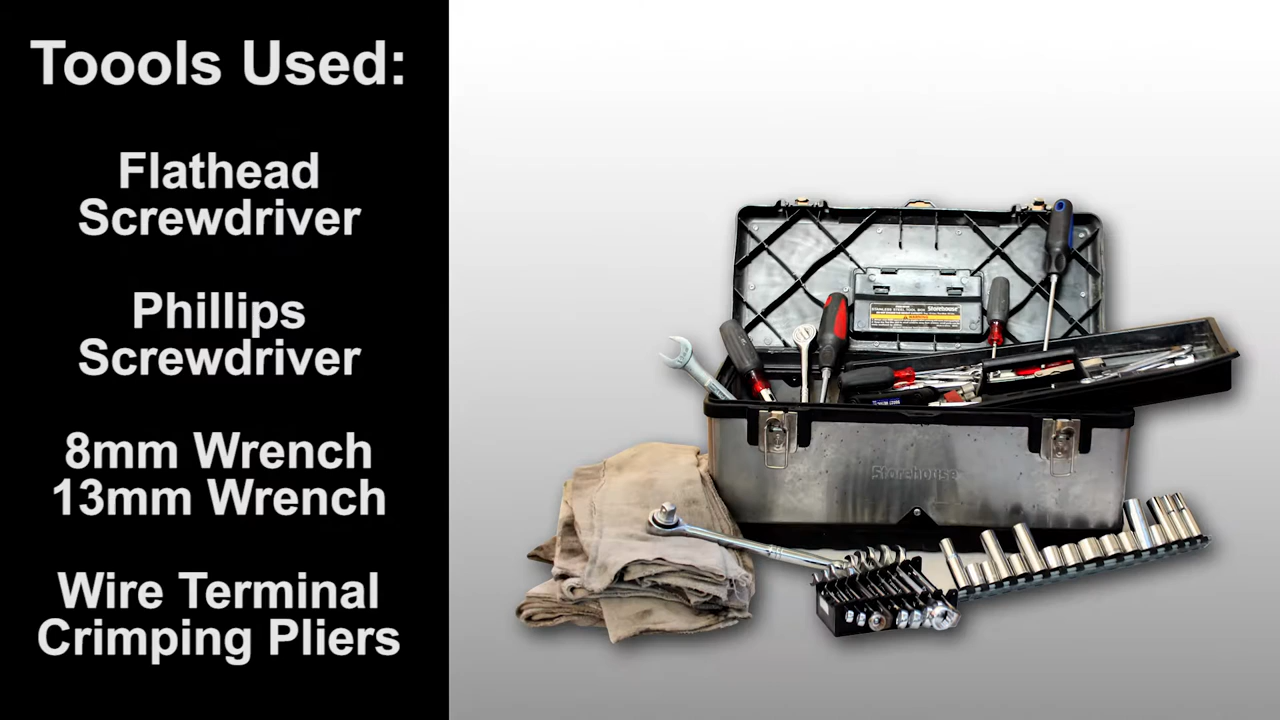 Toools Used:
Flathead
Screwdriver
Phillips
Screwdriver
8mm Wrench
13mm Wrench
Wire Terminal
Crimping Pliers
Storehouse
Storehouse